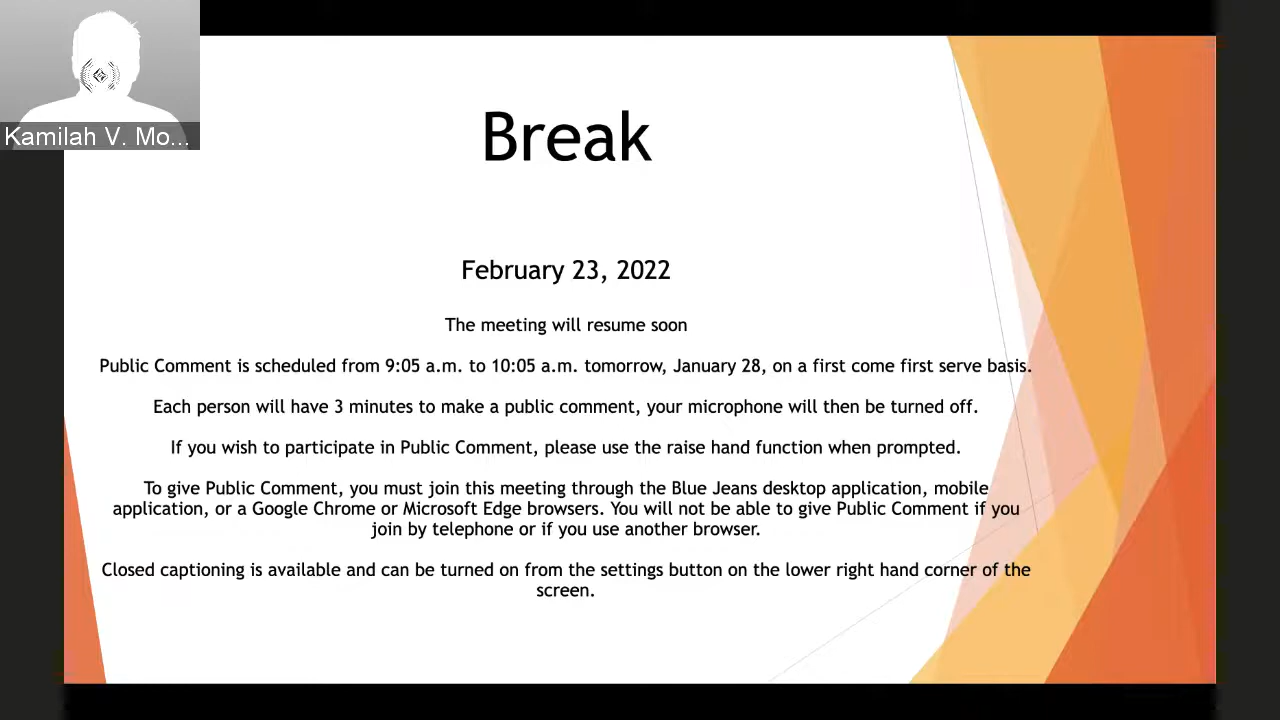 Kamilah V. Mo...
Break
February 23, 2022
The meeting will resume soon
Public Comment is scheduled from 9:05 a.m. to 10:05 a.m. tomorrow, January 28, on a first come first serve basis.
Each person will have 3 minutes to make a public comment, your microphone will then be turned off.
If you wish to participate in Public Comment, please use the raise hand function when prompted.
To give Public Comment, you must join this meeting through the Blue Jeans desktop application, mobile
application, or a Google Chrome or Microsoft Edge browsers. You will not be able to give Public Comment if you
join by telephone or if you use another browser.
Closed captioning is available and can be turned on from the settings button on the lower right hand corner of the
screen.